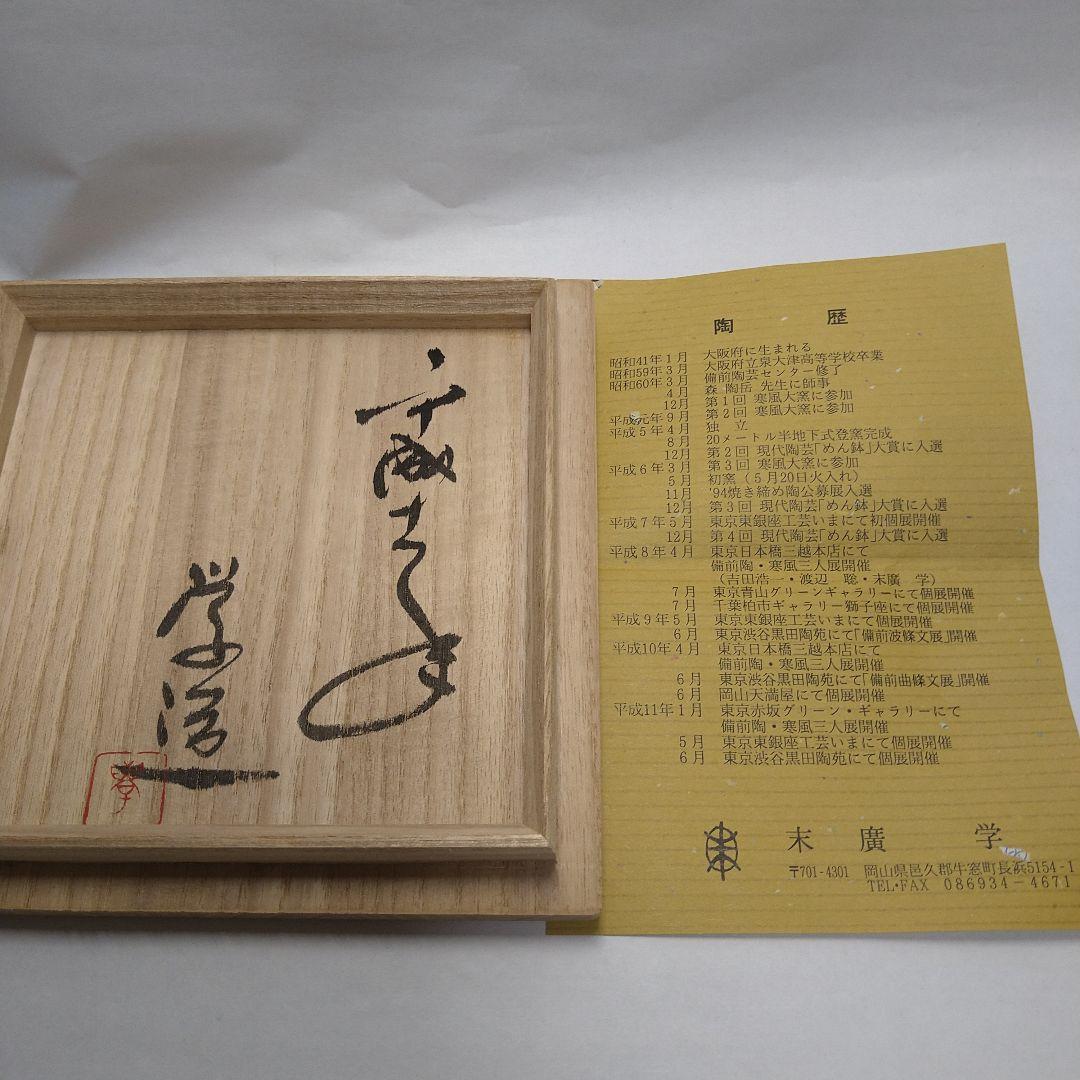 学
陶 歴
昭和41年1月 大阪府に生まれる
昭和59年3月 大阪府立泉大津高等学校卒業
昭和60年3月 備前陶芸センター修了
4月 森 陶岳 先生に師事
12月 第1回 寒風大窯に参加
平成元年9月 第2回 寒風大窯に参加
平成5年4月 独 立
8月 20メートル半地下式登窯完成
12月 第2回 現代陶芸「めん鉢」大賞に入選
平成6年3月 第3回 寒風大窯に参加
5月 初窯(5月20日火入れ)
11月 '94焼き締め陶公募展入選
12月 第3回 現代陶芸「めん鉢」大賞に入選
平成7年5月 東京東銀座工芸いまにて初個展開催
12月 第4回 現代陶芸「めん鉢」大賞に入選
平成8年4月 東京日本橋三越本店にて
備前陶・寒風三人展開催
(吉田浩一・渡辺 聡・末廣 学)
7月 東京青山グリーンギャラリーにて個展開催
7月 千葉柏市ギャラリー獅子座にて個展開催
平成9年5月 東京東銀座工芸いまにて個展開催
6月 東京渋谷黒田陶苑にて「備前波條文展」開催
平成10年4月 東京日本橋三越本店にて
備前陶・寒風三人展開催
6月 東京渋谷黒田陶苑にて「備前曲條文展」開催
6月 岡山天満屋にて個展開催
平成11年1月 東京赤坂グリーン・ギャラリーにて
備前陶・寒風三人展開催
5月 東京東銀座工芸いまにて個展開催
6月 東京渋谷黒田陶苑にて個展開催
末 廣 学
〒701-4301 岡山県邑久郡牛窓町長浜5154-1
TEL・FAX 086934-4671